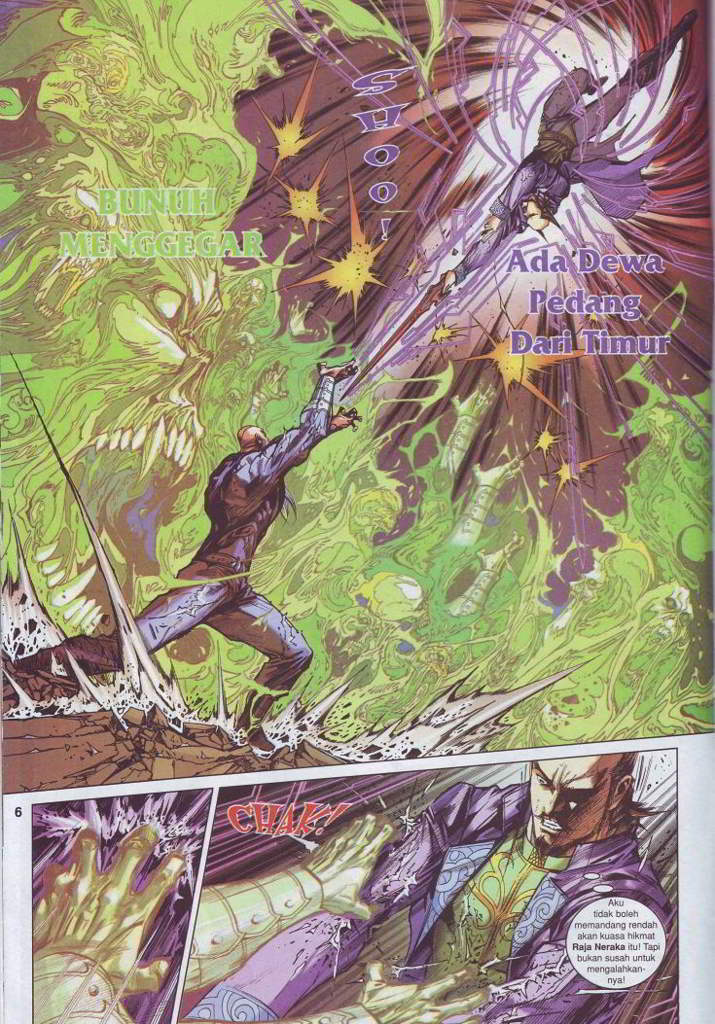 SHOO!
BUNUH
MENGGEGAR
Ada Dewa
Pedang
Dari Timur
6
CHAK!
Aku
tidak boleh
memandang rendah
akan kuasa hikmat
Raja Neraka itu! Tapi
bukan susah untuk
mengalahkan-
nya!